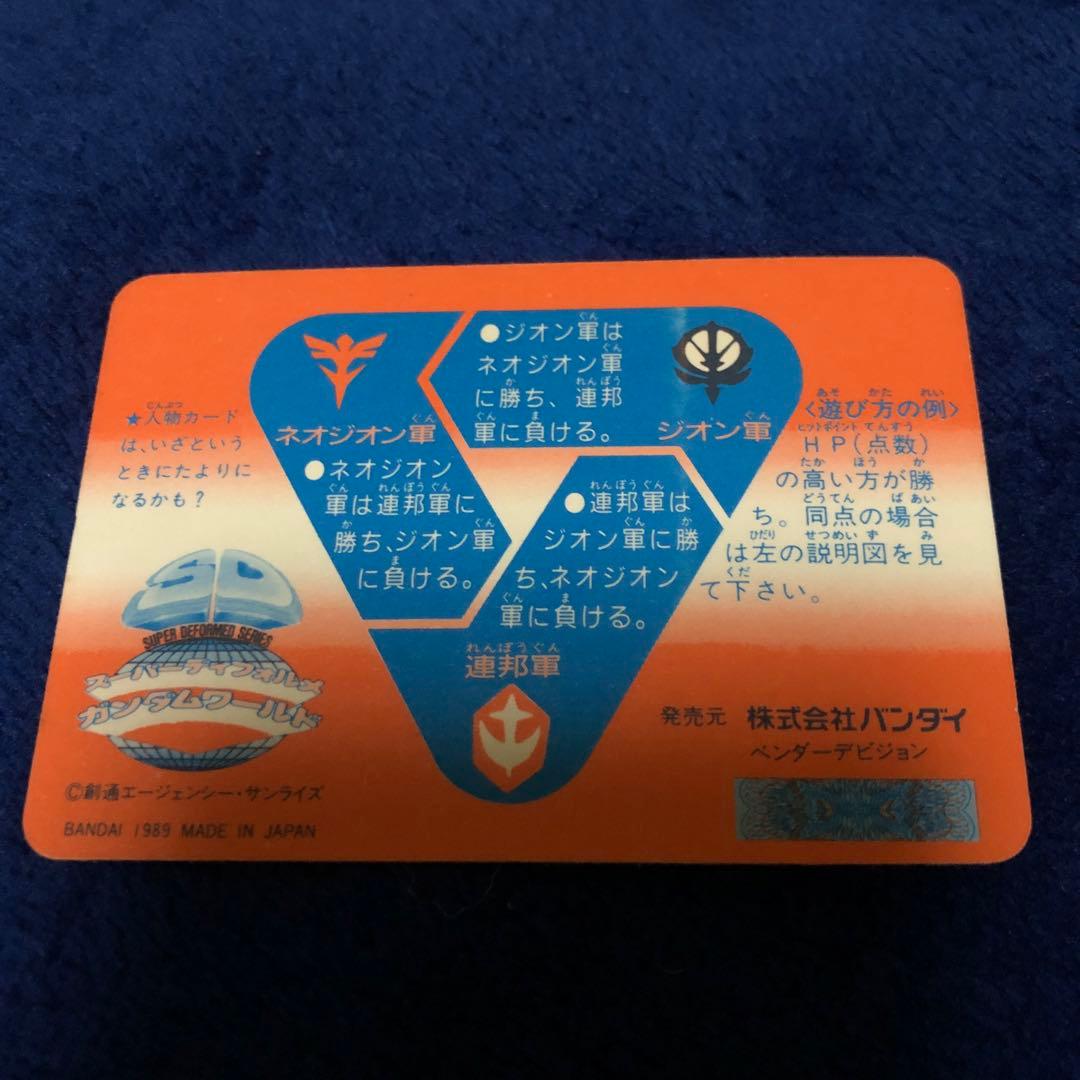 ●ジオン軍は
ネオジオン軍
に勝ち、連邦
軍に負ける。
ネオジオン軍
ジオン軍
●ネオジオン
軍は連邦軍に
勝ち、ジオン軍
に負ける。
●連邦軍は
ジオン軍に勝
ち、ネオジオン
軍に負ける。
連邦軍
★人物カード
は、いざという
ときにたよりに
なるかも？
〈遊び方の例〉
HP(点数)
の高い方が勝
ち。同点の場合
は左の説明図を見
て下さい。
SD
SUPER DEFORMED SERIES
スーパーディフォルメ
ガンダムワールド
©創通エージェンシー・サンライズ
BANDAI 1989 MADE IN JAPAN
発売元 株式会社バンダイ
ベンダーデビジョン